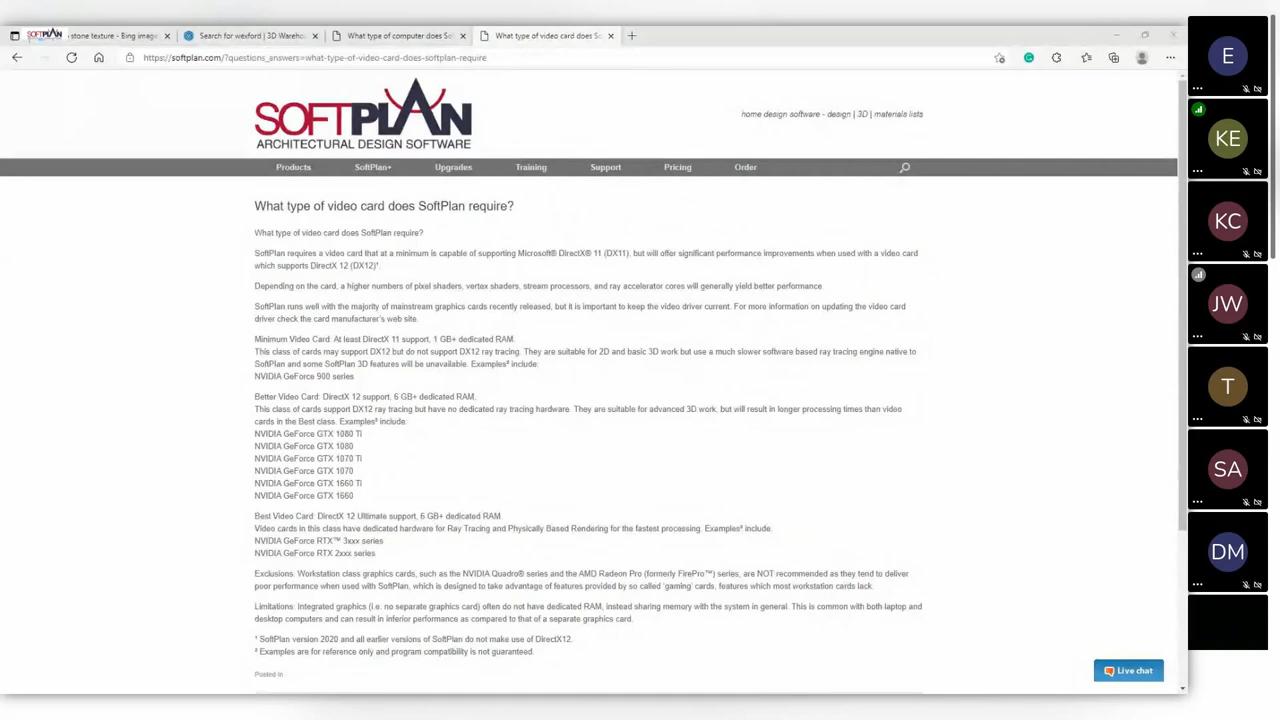 SOFTPLAN
stone texture - Bing image
Search for wexford | 3D Wareho
What type of computer does So
What type of video card does So
https://softplan.com/?questions_answers=what-type-of-video-card-does-softplan-require
SOFTPLAN
ARCHITECTURAL DESIGN SOFTWARE
home design software - design | 3D | materials lists
Products SoftPlan+ Upgrades Training Support Pricing Order
What type of video card does SoftPlan require?
What type of video card does SoftPlan require?
SoftPlan requires a video card that at a minimum is capable of supporting Microsoft® DirectX® 11 (DX11), but will offer significant performance improvements when used with a video card
which supports DirectX 12 (DX12)¹.
Depending on the card, a higher numbers of pixel shaders, vertex shaders, stream processors, and ray accelerator cores will generally yield better performance.
SoftPlan runs well with the majority of mainstream graphics cards recently released, but it is important to keep the video driver current. For more information on updating the video card
driver check the card manufacturer's web site.
Minimum Video Card: At least DirectX 11 support, 1 GB+ dedicated RAM.
This class of cards may support DX12 but do not support DX12 ray tracing. They are suitable for 2D and basic 3D work but use a much slower software based ray tracing engine native to
SoftPlan and some SoftPlan 3D features will be unavailable. Examples² include:
NVIDIA GeForce 900 series
Better Video Card: DirectX 12 support, 6 GB+ dedicated RAM.
This class of cards support DX12 ray tracing but have no dedicated ray tracing hardware. They are suitable for advanced 3D work, but will result in longer processing times than video
cards in the Best class. Examples² include:
NVIDIA GeForce GTX 1080 Ti
NVIDIA GeForce GTX 1080
NVIDIA GeForce GTX 1070 Ti
NVIDIA GeForce GTX 1070
NVIDIA GeForce GTX 1660 Ti
NVIDIA GeForce GTX 1660
Best Video Card: DirectX 12 Ultimate support, 6 GB+ dedicated RAM.
Video cards in this class have dedicated hardware for Ray Tracing and Physically Based Rendering for the fastest processing. Examples² include.
NVIDIA GeForce RTX™ 3xxx series
NVIDIA GeForce RTX 2xxx series
Exclusions: Workstation class graphics cards, such as the NVIDIA Quadro® series and the AMD Radeon Pro (formerly FirePro™) series, are NOT recommended as they tend to deliver
poor performance when used with SoftPlan, which is designed to take advantage of features provided by so called 'gaming' cards, features which most workstation cards lack.
Limitations: Integrated graphics (i.e. no separate graphics card) often do not have dedicated RAM, instead sharing memory with the system in general. This is common with both laptop and
desktop computers and can result in inferior performance as compared to that of a separate graphics card.
¹ SoftPlan version 2020 and all earlier versions of SoftPlan do not make use of DirectX12.
² Examples are for reference only and program compatibility is not guaranteed.
Posted in
Live chat
E
KE
KC
JW
T
SA
DM